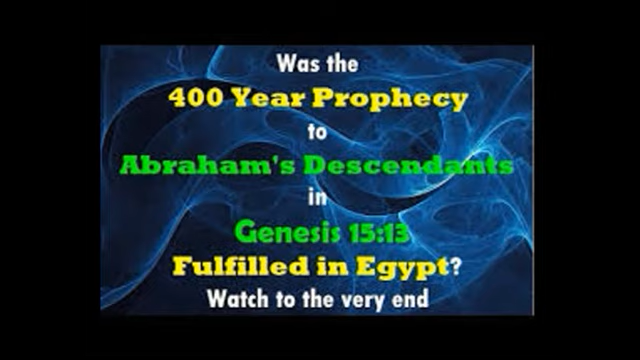 Was the
400 Year Prophecy
to
Abraham's Descendants
in
Genesis 15:13
Fulfilled in Egypt?
Watch to the very end